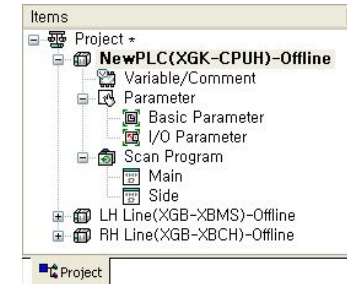 Items
Project *
NewPLC(XGK-CPUH)-Offline
Variable/Comment
Parameter
Basic Parameter
I/O Parameter
Scan Program
Main
Side
LH Line(XGB-XBMS)-Offline
RH Line(XGB-XBCH)-Offline
Project